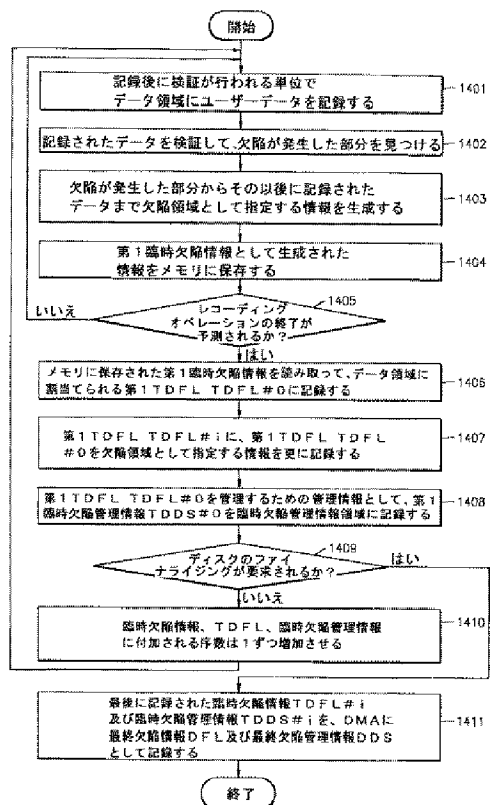 開始
記録後に検証が行われる単位で
データ領域にユーザーデータを記録する
1401
記録されたデータを検証して、欠陥が発生した部分を見つける
1402
欠陥が発生した部分からその以後に記録された
データまで欠陥領域として指定する情報を生成する
1403
第1臨時欠陥情報として生成された
情報をメモリに保存する
1404
いいえ
レコーディング
オペレーションの終了が
予測されるか?
1405
はい
メモリに保存された第1臨時欠陥情報を読み取って、データ領域に
割当てられる第1TDFL TDFL#0に記録する
1406
第1TDFL TDFL#iに、第1TDFL TDFL
#0を欠陥領域として指定する情報を更に記録する
1407
第1TDFL TDFL#0を管理するための管理情報として、第1
臨時欠陥管理情報TDDS#0を臨時欠陥管理情報領域に記録する
1408
ディスクのファイ
ナライジングが要求されるか?
1409
はい
いいえ
臨時欠陥情報、TDFL、臨時欠陥管理情報
に付加される序数は1ずつ増加させる
1410
最後に記録された臨時欠陥情報TDFL#i
及び臨時欠陥管理情報TDDS#iを、DMAに
最終欠陥情報DFL及び最終欠陥管理情報DDS
として記録する
1411
終了